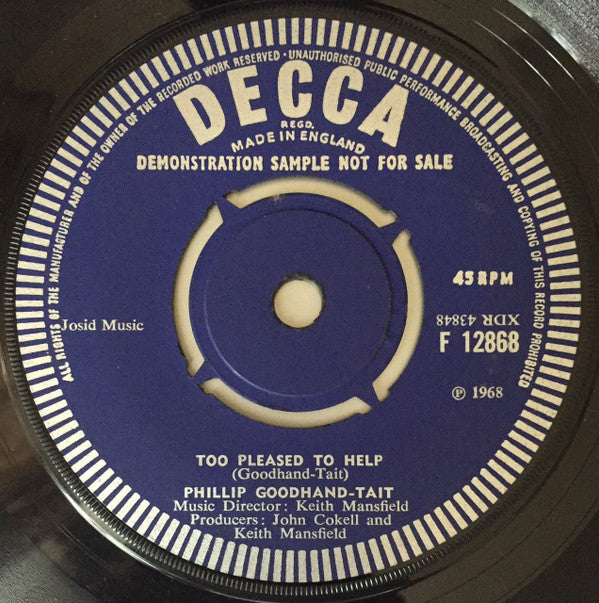 ALL RIGHTS OF THE MANUFACTURER AND OF THE OWNER OF THE RECORDED WORK RESERVED · UNAUTHORISED PUBLIC PERFORMANCE BROADCASTING AND COPYING OF THIS RECORD PROHIBITED
DECCA
REGD.
MADE IN ENGLAND
DEMONSTRATION SAMPLE NOT FOR SALE
45 RPM
Josid Music
XDR 43848
F 12868
℗ 1968
TOO PLEASED TO HELP
(Goodhand-Tait)
PHILLIP GOODHAND-TAIT
Music Director: Keith Mansfield
Producers: John Cokell and
Keith Mansfield